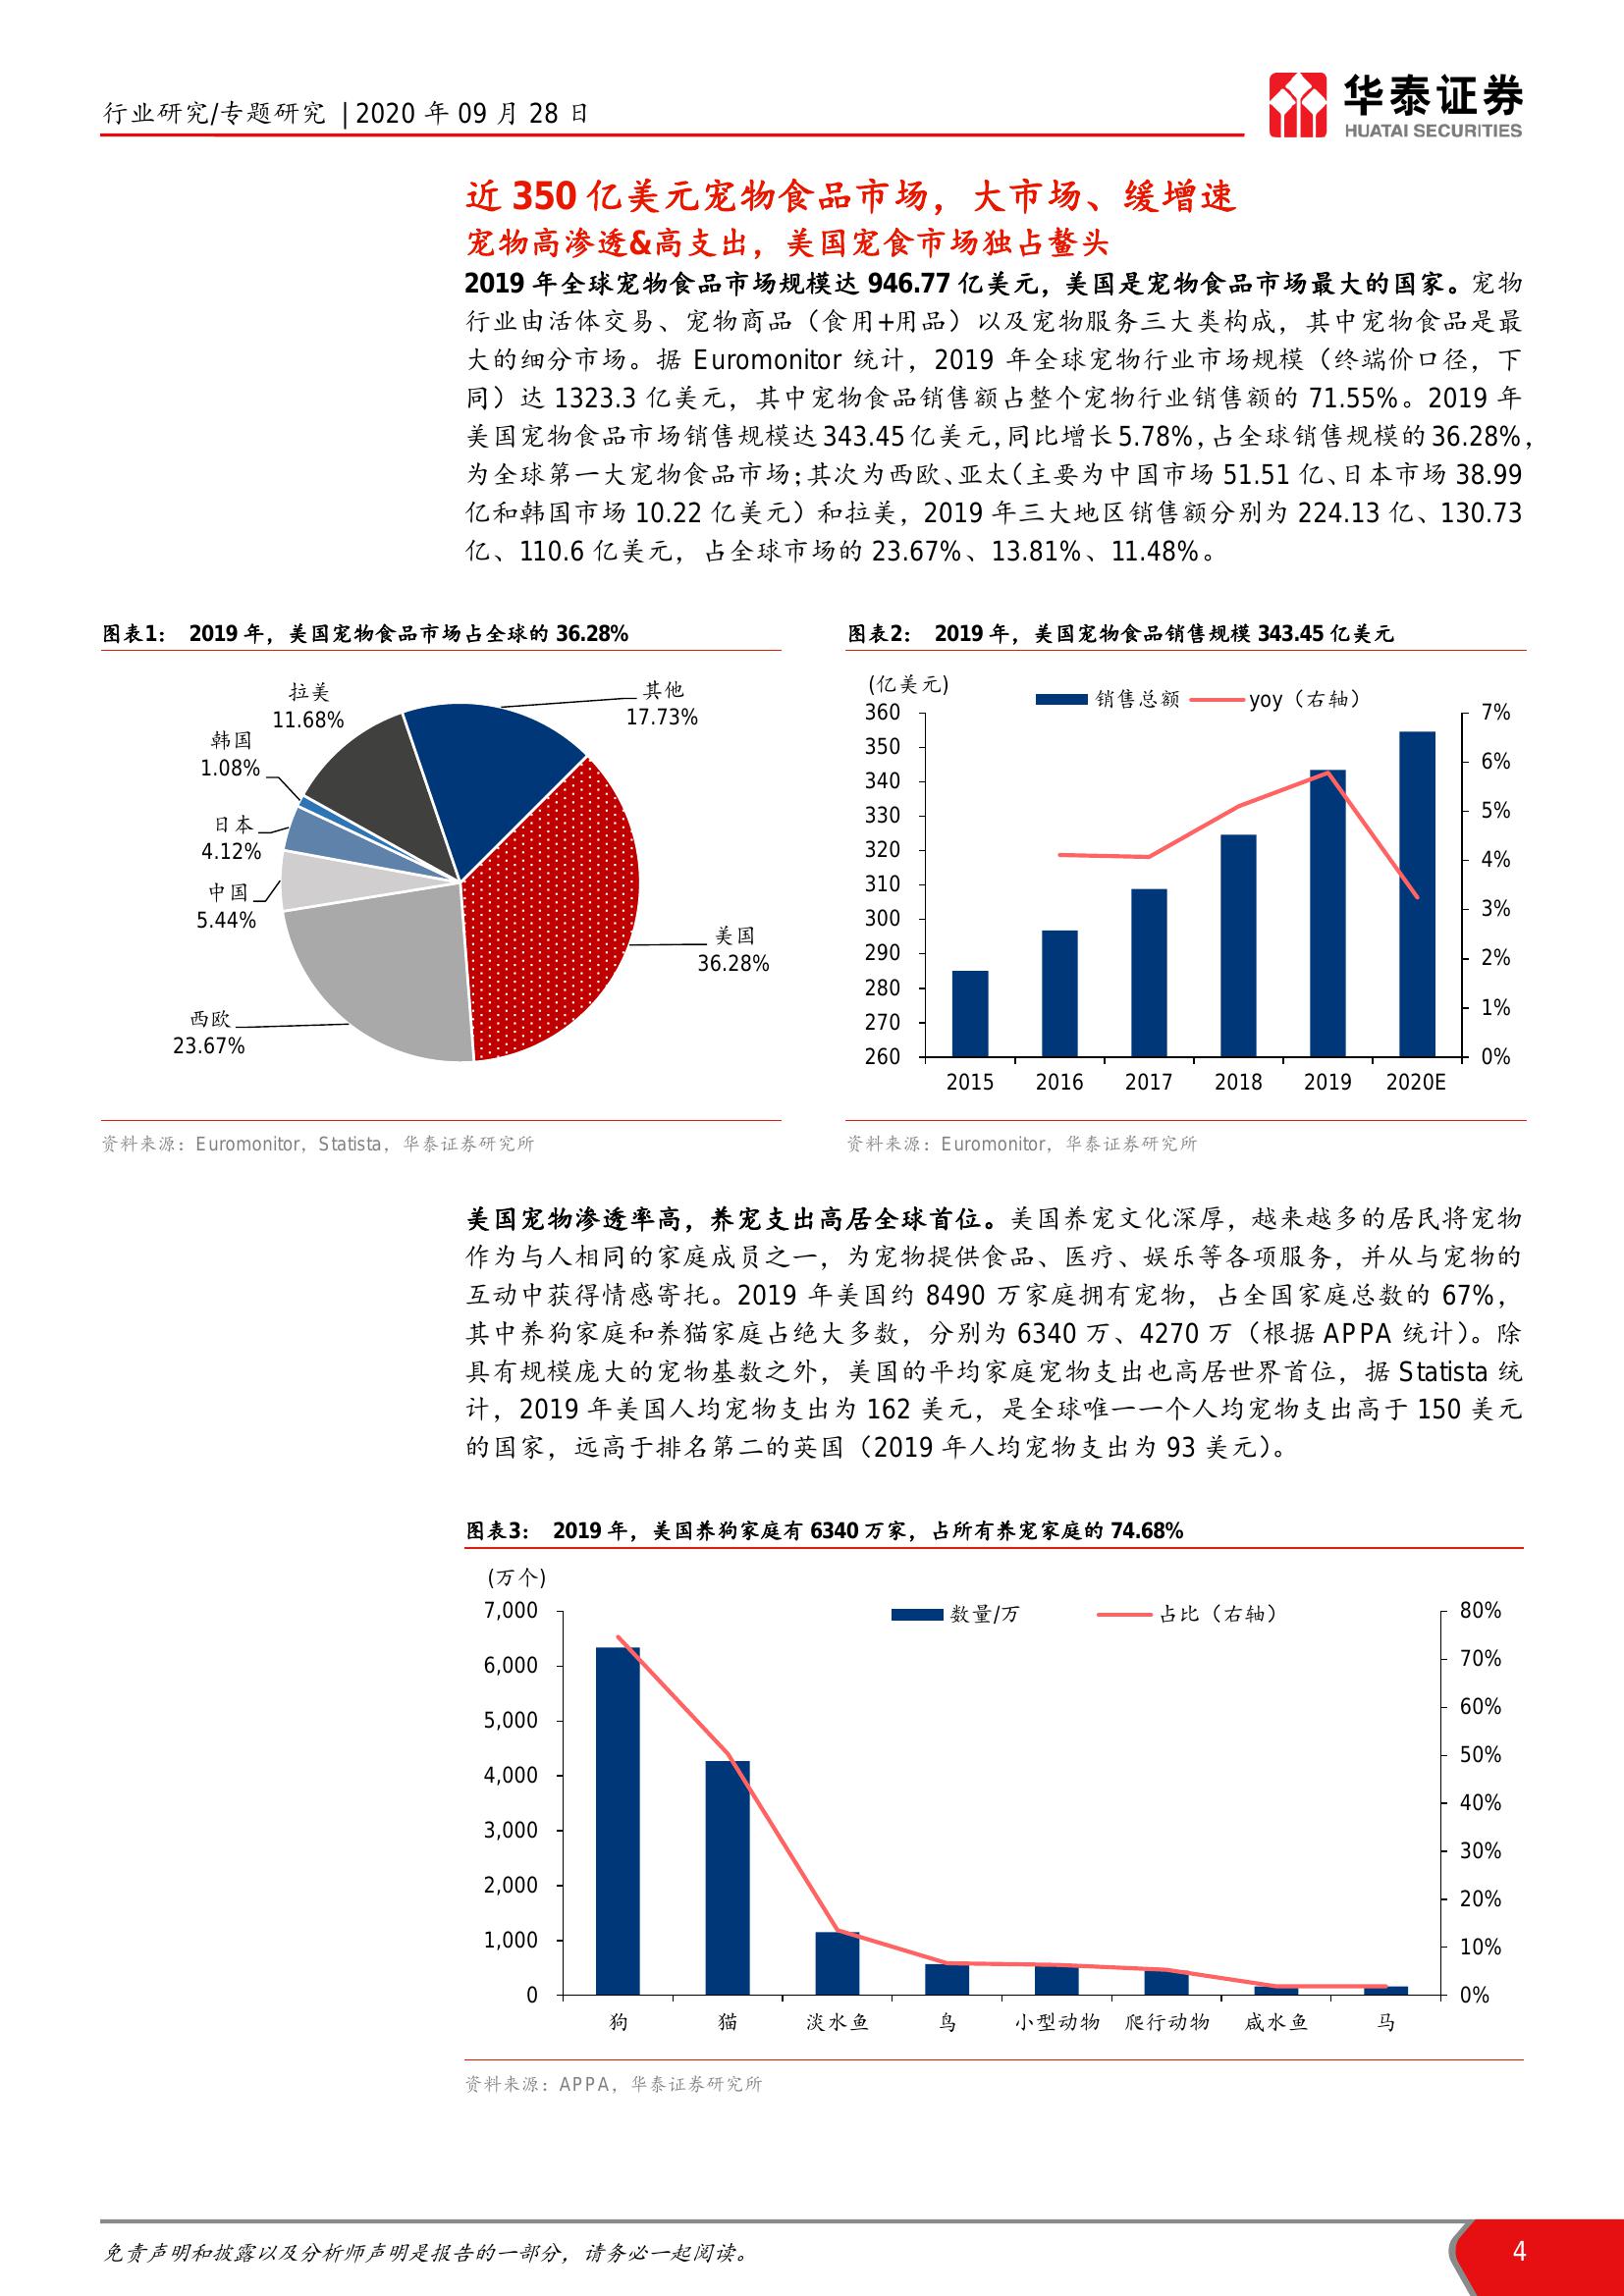 行业研究/专题研究 | 2020 年 09 月 28 日
华泰证券
HUATAI SECURITIES
近 350 亿美元宠物食品市场，大市场、缓增速
宠物高渗透&高支出，美国宠食市场独占鳌头
2019 年全球宠物食品市场规模达 946.77 亿美元，美国是宠物食品市场最大的国家。宠物
行业由活体交易、宠物商品（食用+用品）以及宠物服务三大类构成，其中宠物食品是最
大的细分市场。据 Euromonitor 统计，2019 年全球宠物行业市场规模（终端价口径，下
同）达 1323.3 亿美元，其中宠物食品销售额占整个宠物行业销售额的 71.55%。2019 年
美国宠物食品市场销售规模达 343.45 亿美元，同比增长 5.78%，占全球销售规模的 36.28%，
为全球第一大宠物食品市场；其次为西欧、亚太（主要为中国市场 51.51 亿、日本市场 38.99
亿和韩国市场 10.22 亿美元）和拉美，2019 年三大地区销售额分别为 224.13 亿、130.73
亿、110.6 亿美元，占全球市场的 23.67%、13.81%、11.48%。
图表1： 2019 年，美国宠物食品市场占全球的 36.28%
拉美
11.68%
其他
17.73%
韩国
1.08%
日本
4.12%
中国
5.44%
美国
36.28%
西欧
23.67%
资料来源：Euromonitor，Statista，华泰证券研究所
图表2： 2019 年，美国宠物食品销售规模 343.45 亿美元
(亿美元)
销售总额 yoy（右轴）
360
350
340
330
320
310
300
290
280
270
260
7%
6%
5%
4%
3%
2%
1%
0%
2015 2016 2017 2018 2019 2020E
资料来源：Euromonitor，华泰证券研究所
美国宠物渗透率高，养宠支出高居全球首位。美国养宠文化深厚，越来越多的居民将宠物
作为与人相同的家庭成员之一，为宠物提供食品、医疗、娱乐等各项服务，并从与宠物的
互动中获得情感寄托。2019 年美国约 8490 万家庭拥有宠物，占全国家庭总数的 67%，
其中养狗家庭和养猫家庭占绝大多数，分别为 6340 万、4270 万（根据 APPA 统计）。除
具有规模庞大的宠物基数之外，美国的平均家庭宠物支出也高居世界首位，据 Statista 统
计，2019 年美国人均宠物支出为 162 美元，是全球唯一一个人均宠物支出高于 150 美元
的国家，远高于排名第二的英国（2019 年人均宠物支出为 93 美元）。
图表3： 2019 年，美国养狗家庭有 6340 万家，占所有养宠家庭的 74.68%
(万个)
数量/万 占比（右轴）
7,000
6,000
5,000
4,000
3,000
2,000
1,000
0
80%
70%
60%
50%
40%
30%
20%
10%
0%
狗 猫 淡水鱼 鸟 小型动物 爬行动物 咸水鱼 马
资料来源：APPA，华泰证券研究所
免责声明和披露以及分析师声明是报告的一部分，请务必一起阅读。
4